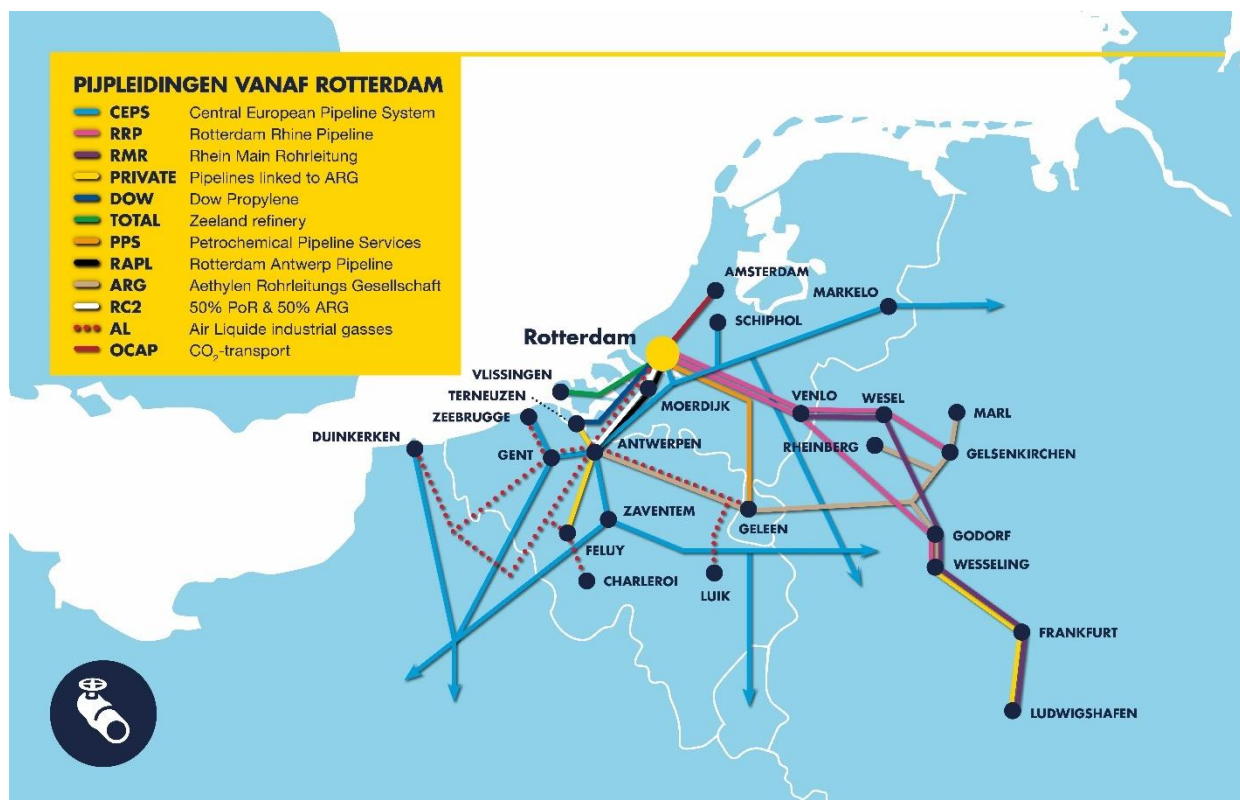 PIJPLEIDINGEN VANAF ROTTERDAM
CEPS Central European Pipeline System
RRP Rotterdam Rhine Pipeline
RMR Rhein Main Rohrleitung
PRIVATE Pipelines linked to ARG
DOW Dow Propylene
TOTAL Zeeland refinery
PPS Petrochemical Pipeline Services
RAPL Rotterdam Antwerp Pipeline
ARG Aethylen Rohrleitungs Gesellschaft
RC2 50% PoR & 50% ARG
AL Air Liquide industrial gasses
OCAP CO₂-transport
AMSTERDAM
MARKELO
SCHIPHOL
Rotterdam
VLISSINGEN
TERNEUZEN
MOERDIJK
VENLO
WESEL
ZEEBRUGGE
MARL
DUINKERKEN
ANTWERPEN
RHEINBERG
GENT
GELSENKIRCHEN
ZAVENTEM
GELEEN
GODORF
FELUY
WESSELING
CHARLEROI
LUIK
FRANKFURT
LUDWIGSHAFEN